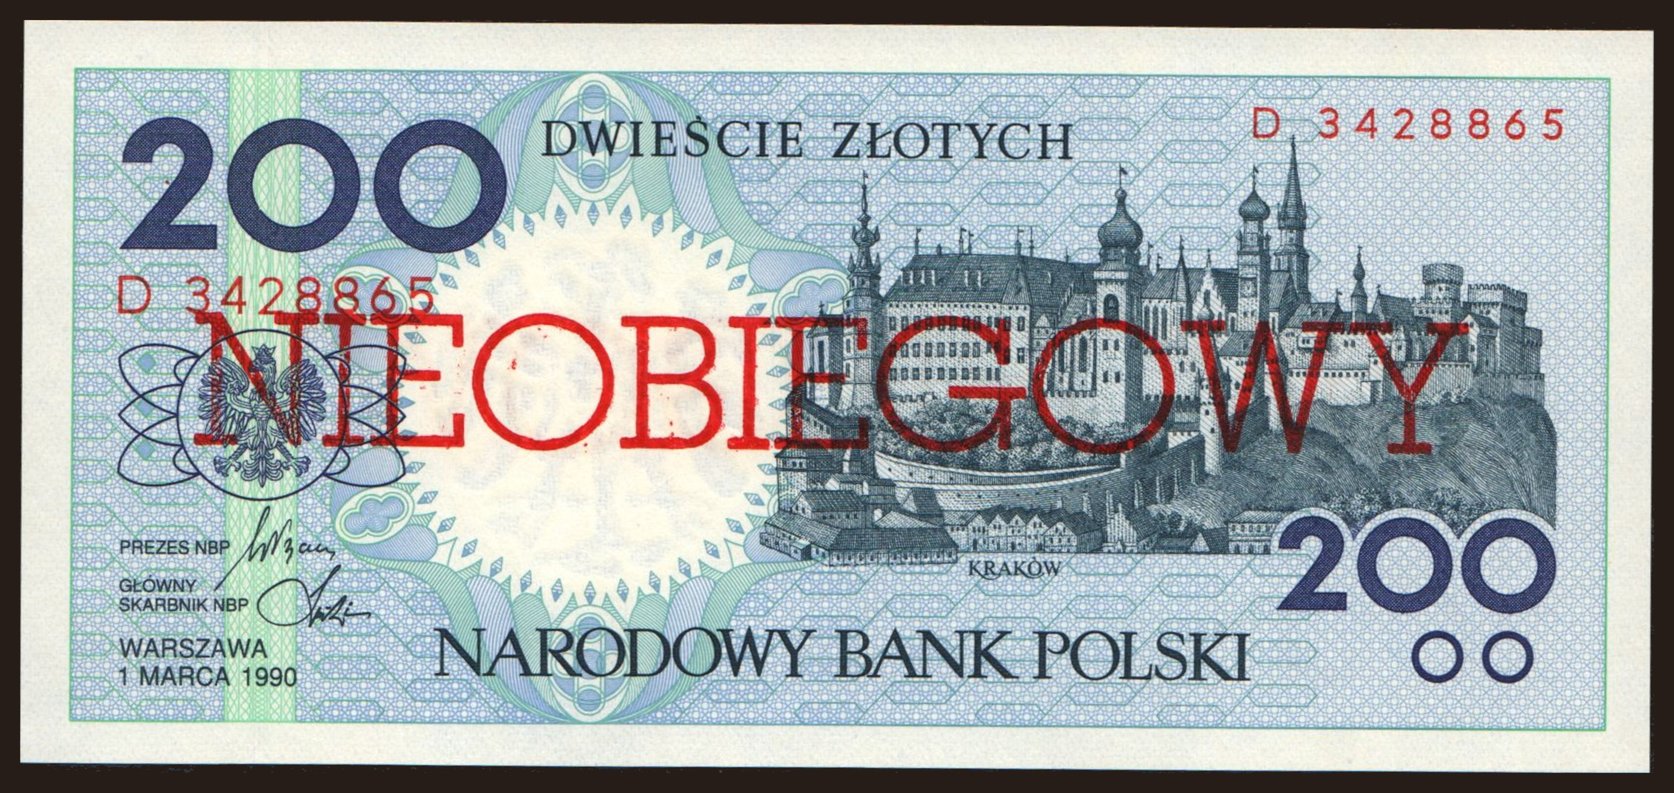 200
DWIEŚCIE ZŁOTYCH
D 3428865
D 3428865
NIEOBIEGOWY
PREZES NBP
GŁÓWNY
SKARBNIK NBP
KRAKÓW
200
WARSZAWA
1 MARCA 1990
NARODOWY BANK POLSKI
OO